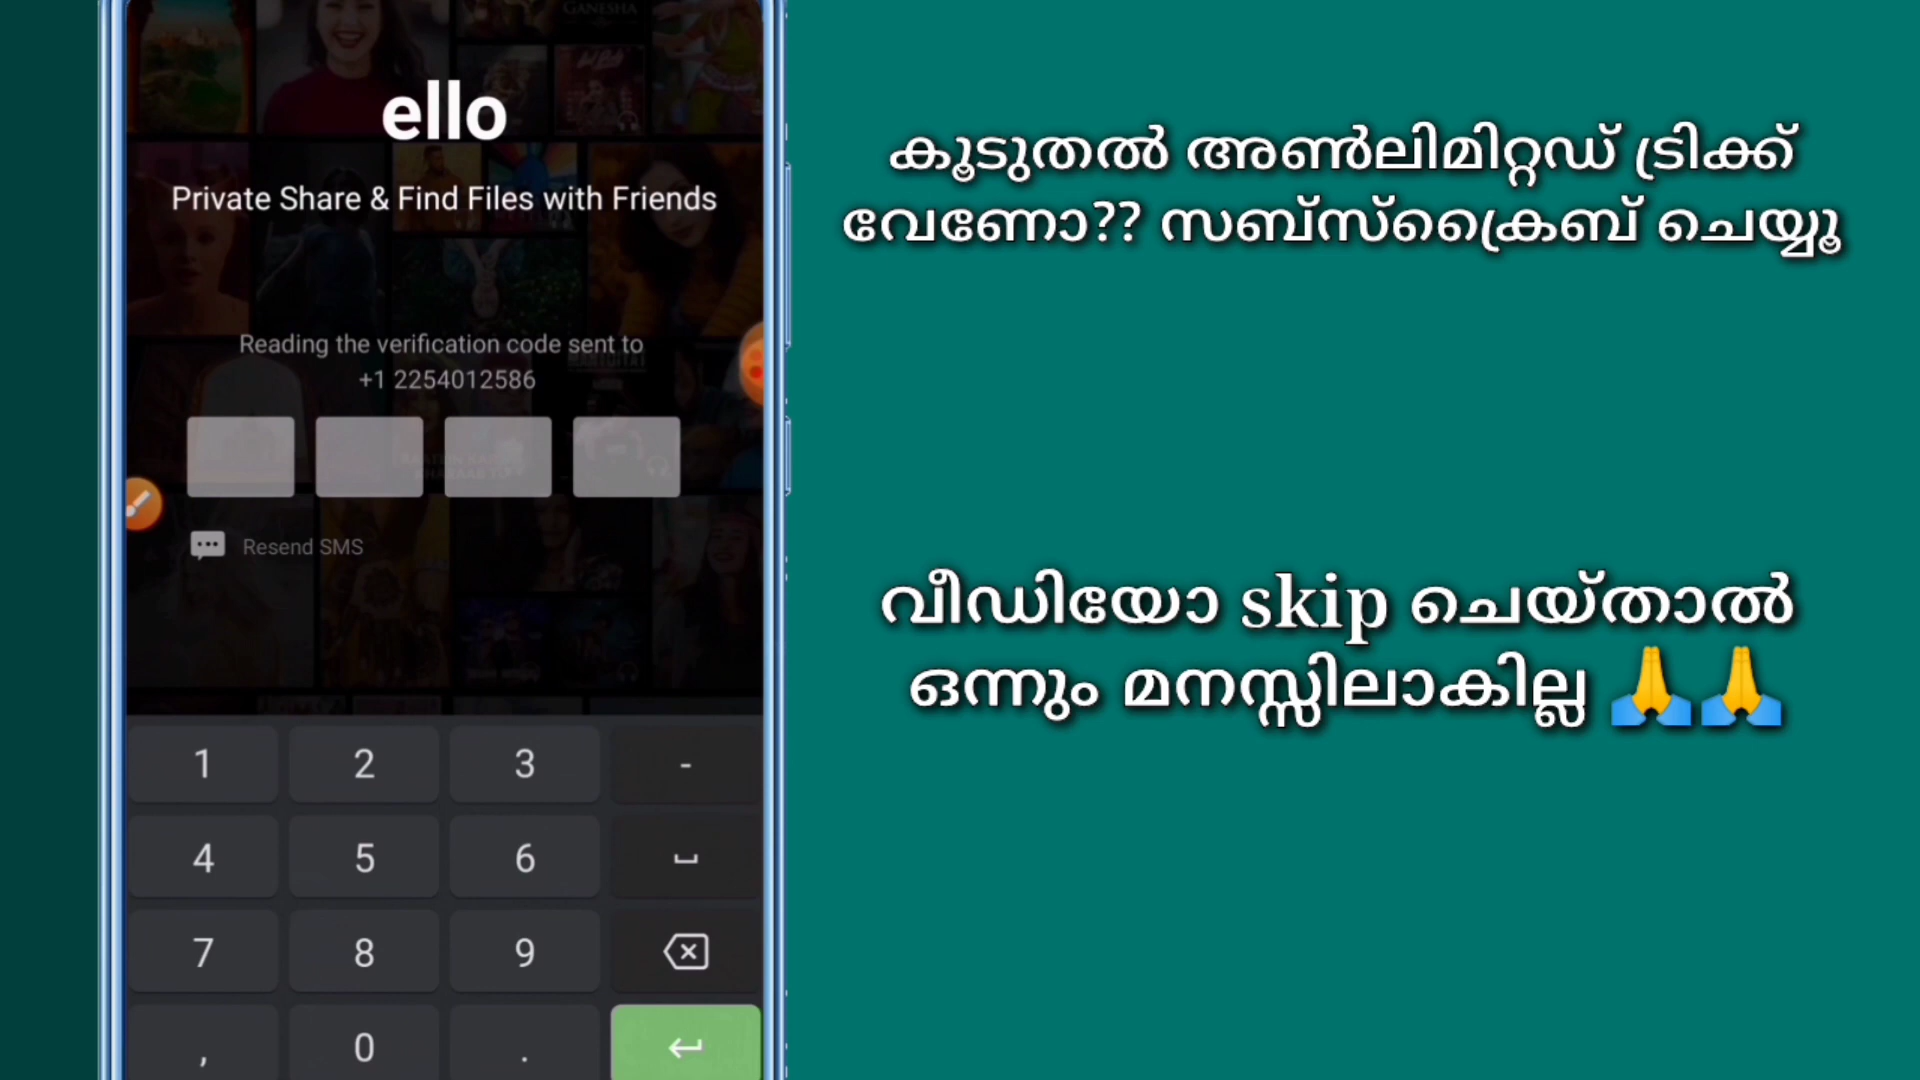 GANESHA
ello
Private Share & Find Files with Friends
Reading the verification code sent to
+1 2254012586
Resend SMS
1 2 3 -
4 5 6
7 8 9
, 0 .
കൂടുതൽ അൺലിമിറ്റഡ് ട്രിക്ക്
വേണോ?? സബ്സ്ക്രൈബ് ചെയ്യൂ
വീഡിയോ skip ചെയ്താൽ
ഒന്നും മനസ്സിലാകില്ല 🙏🙏